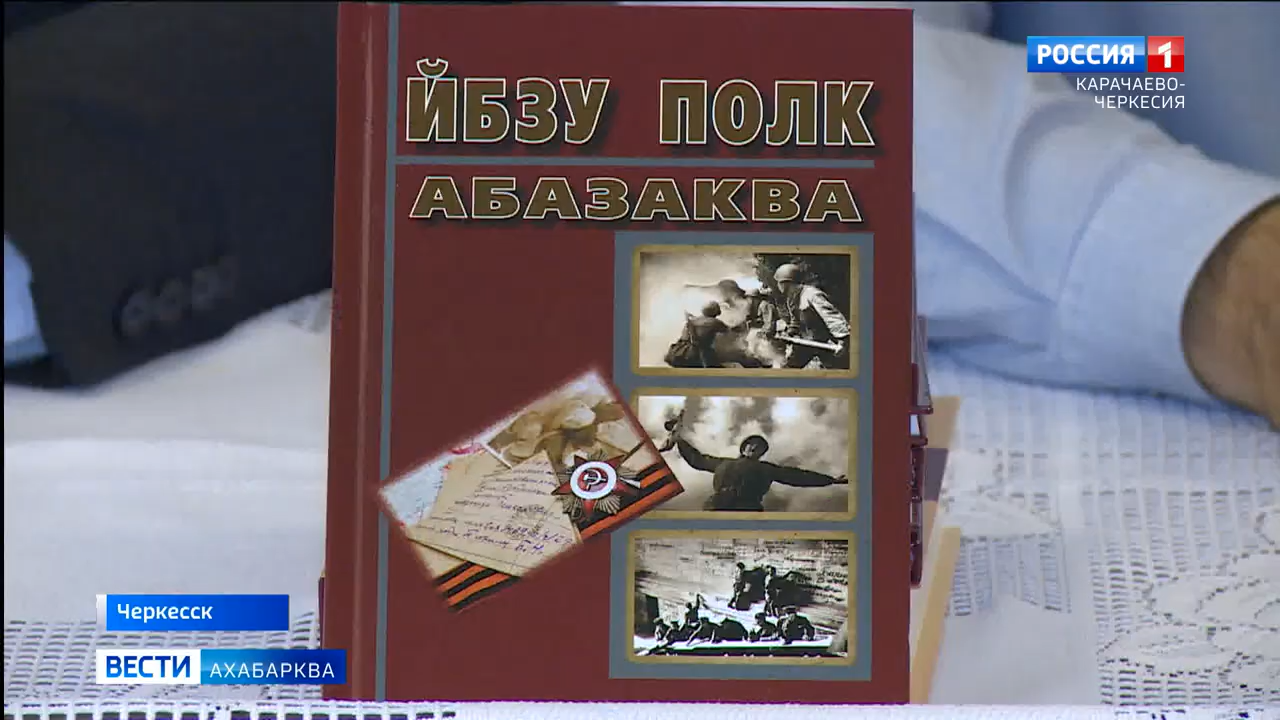 ЙБЗУ ПОЛК
АБАЗАКВА
РОССИЯ 1
КАРАЧАЕВО-
ЧЕРКЕСИЯ
Черкесск
ВЕСТИ АХАБАРКВА